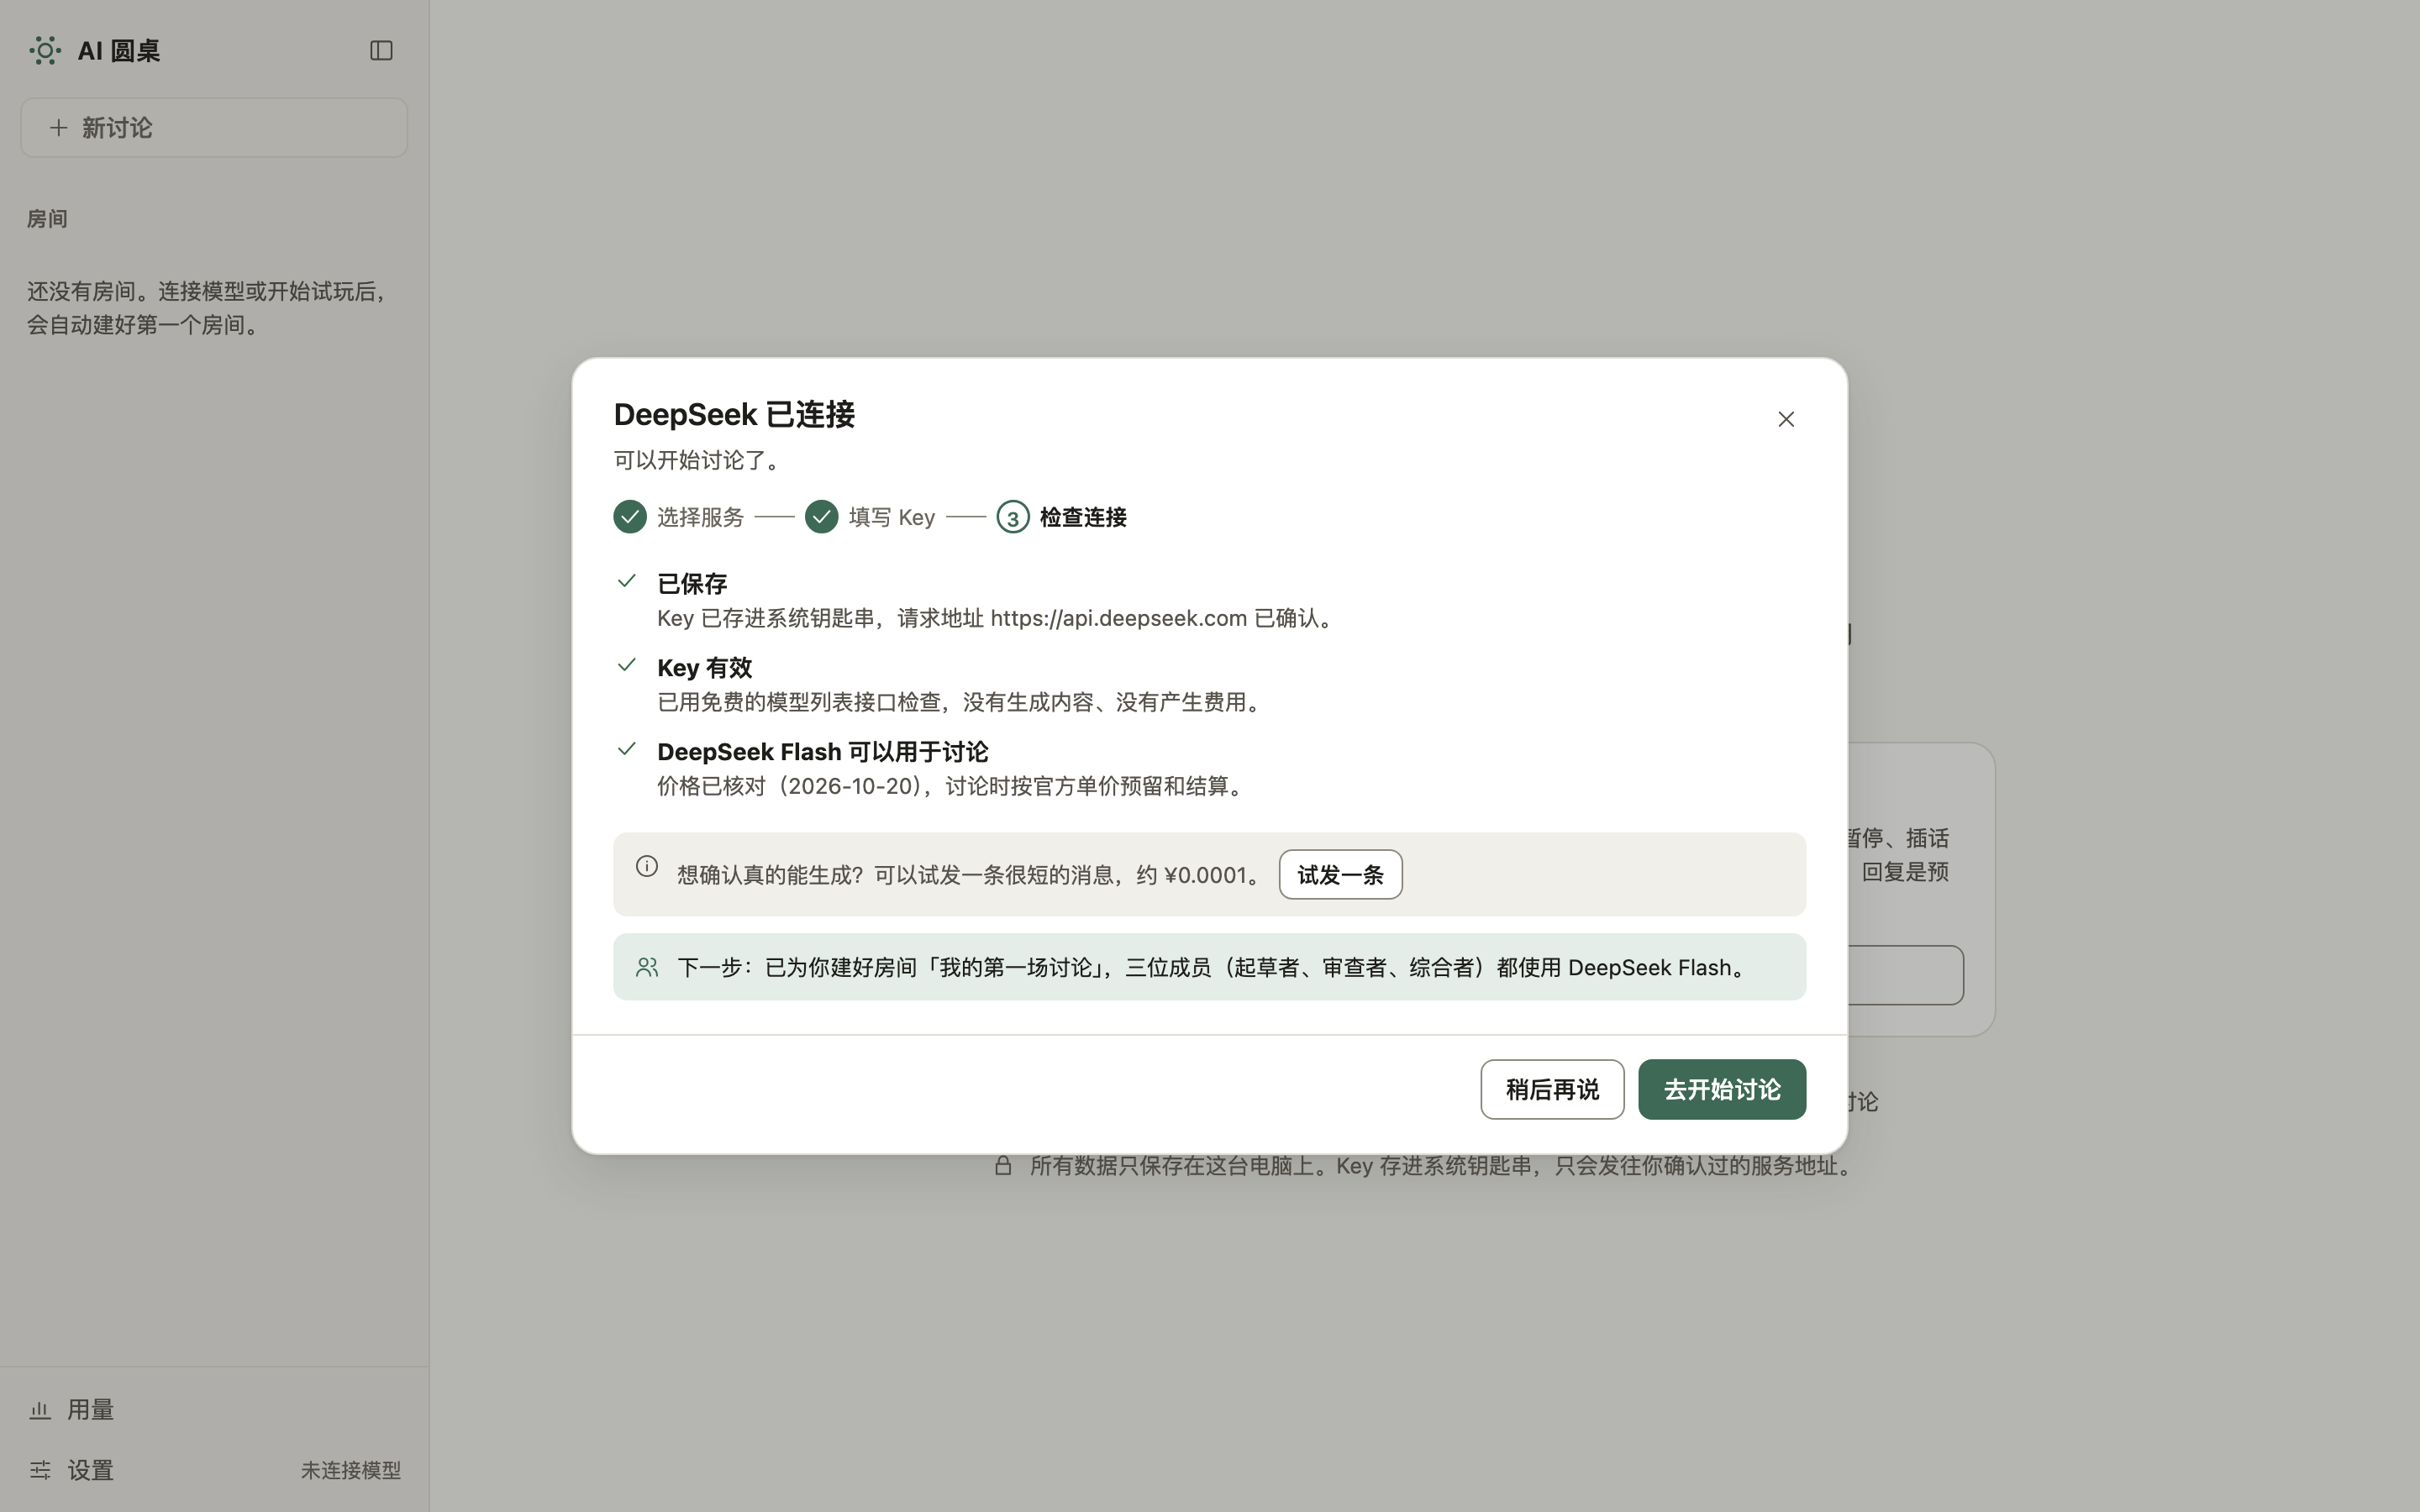 AI 圆桌
新讨论
房间
还没有房间。连接模型或开始试玩后，
会自动建好第一个房间。
DeepSeek 已连接
可以开始讨论了。
选择服务
填写 Key
3 检查连接
已保存
Key 已存进系统钥匙串，请求地址 https://api.deepseek.com 已确认。
Key 有效
已用免费的模型列表接口检查，没有生成内容、没有产生费用。
DeepSeek Flash 可以用于讨论
价格已核对（2026-10-20），讨论时按官方单价预留和结算。
暂停、插话
回复是预
想确认真的能生成？可以试发一条很短的消息，约 ¥0.0001。 试发一条
下一步：已为你建好房间「我的第一场讨论」，三位成员（起草者、审查者、综合者）都使用 DeepSeek Flash。
稍后再说
去开始讨论
讨论
所有数据只保存在这台电脑上。Key 存进系统钥匙串，只会发往你确认过的服务地址。
用量
设置
未连接模型